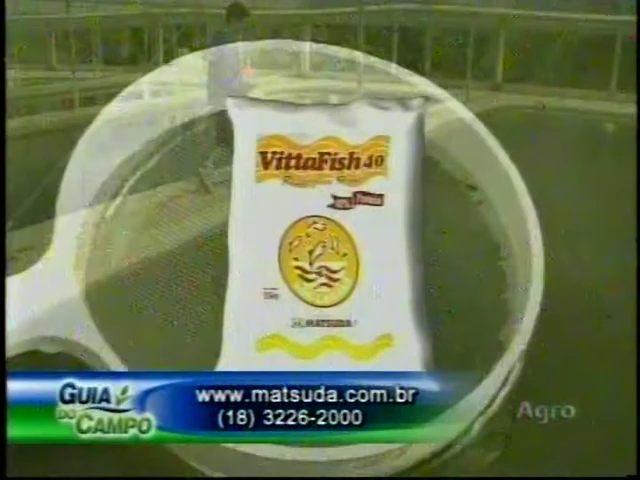 VittaFish 40
MATSUDA
GUIA
DO CAMPO
www.matsuda.com.br
(18) 3226-2000
Agro